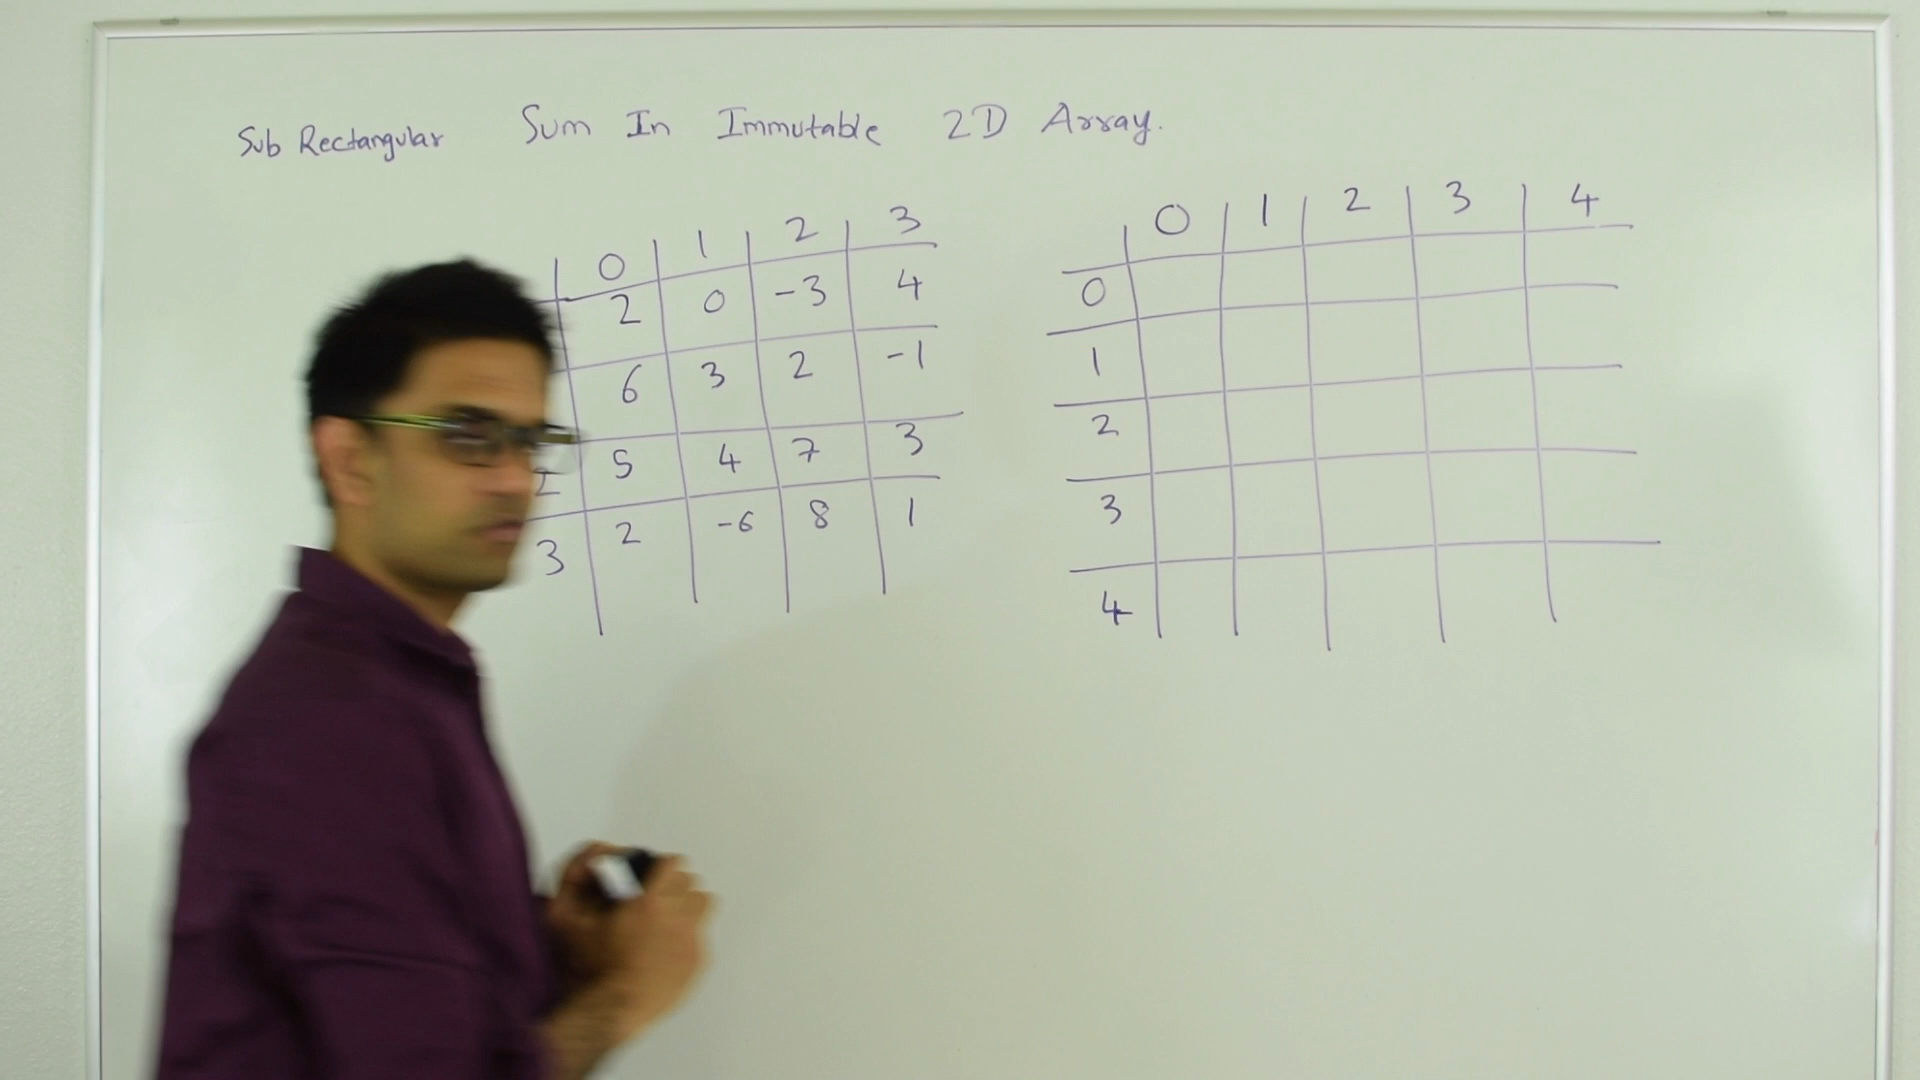 Sub Rectangular Sum In Immutable 2D Array.
0 1 2 3
2 0 -3 4
6 3 2 -1
5 4 7 3
3 2 -6 8 1
0 1 2 3 4
0
1
2
3
4